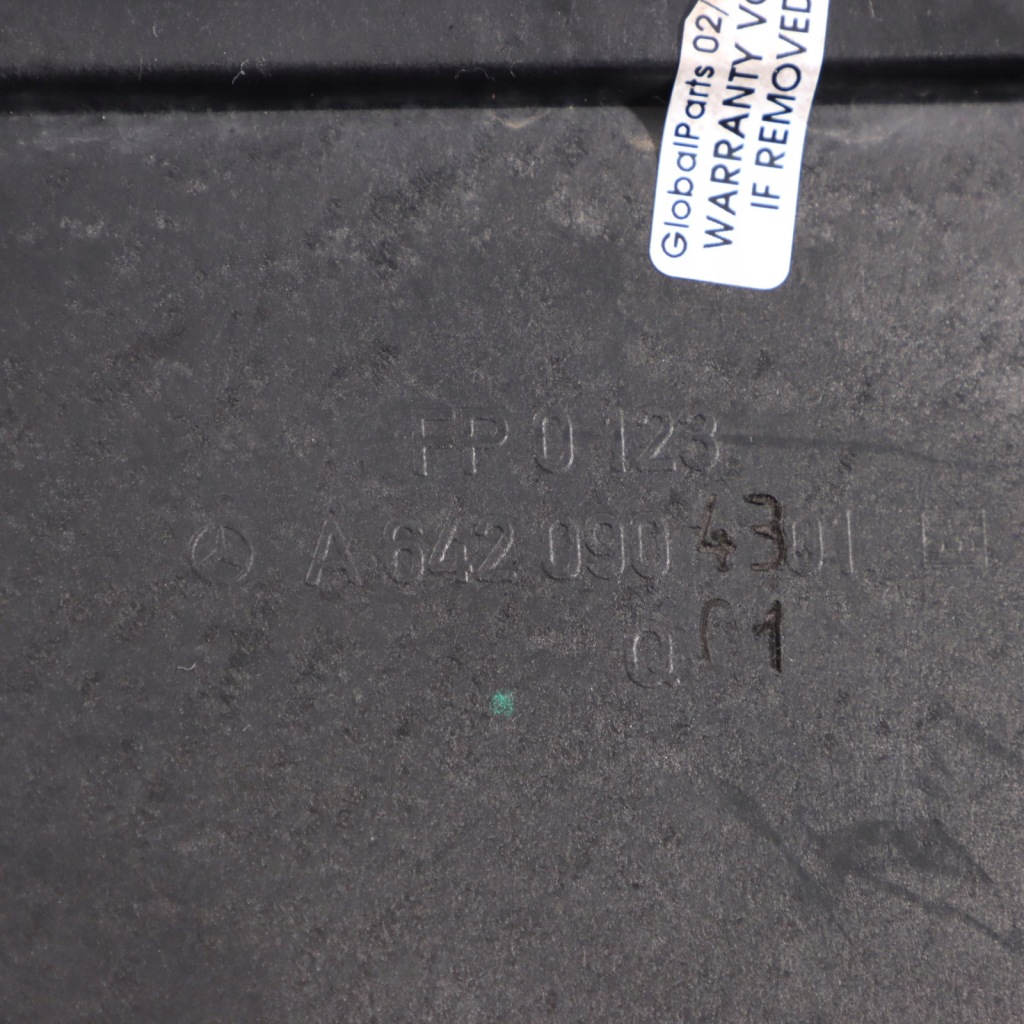 GlobalParts 02/
WARRANTY VO
IF REMOVED
FP 0 123
A 642 090 4301
Q 01